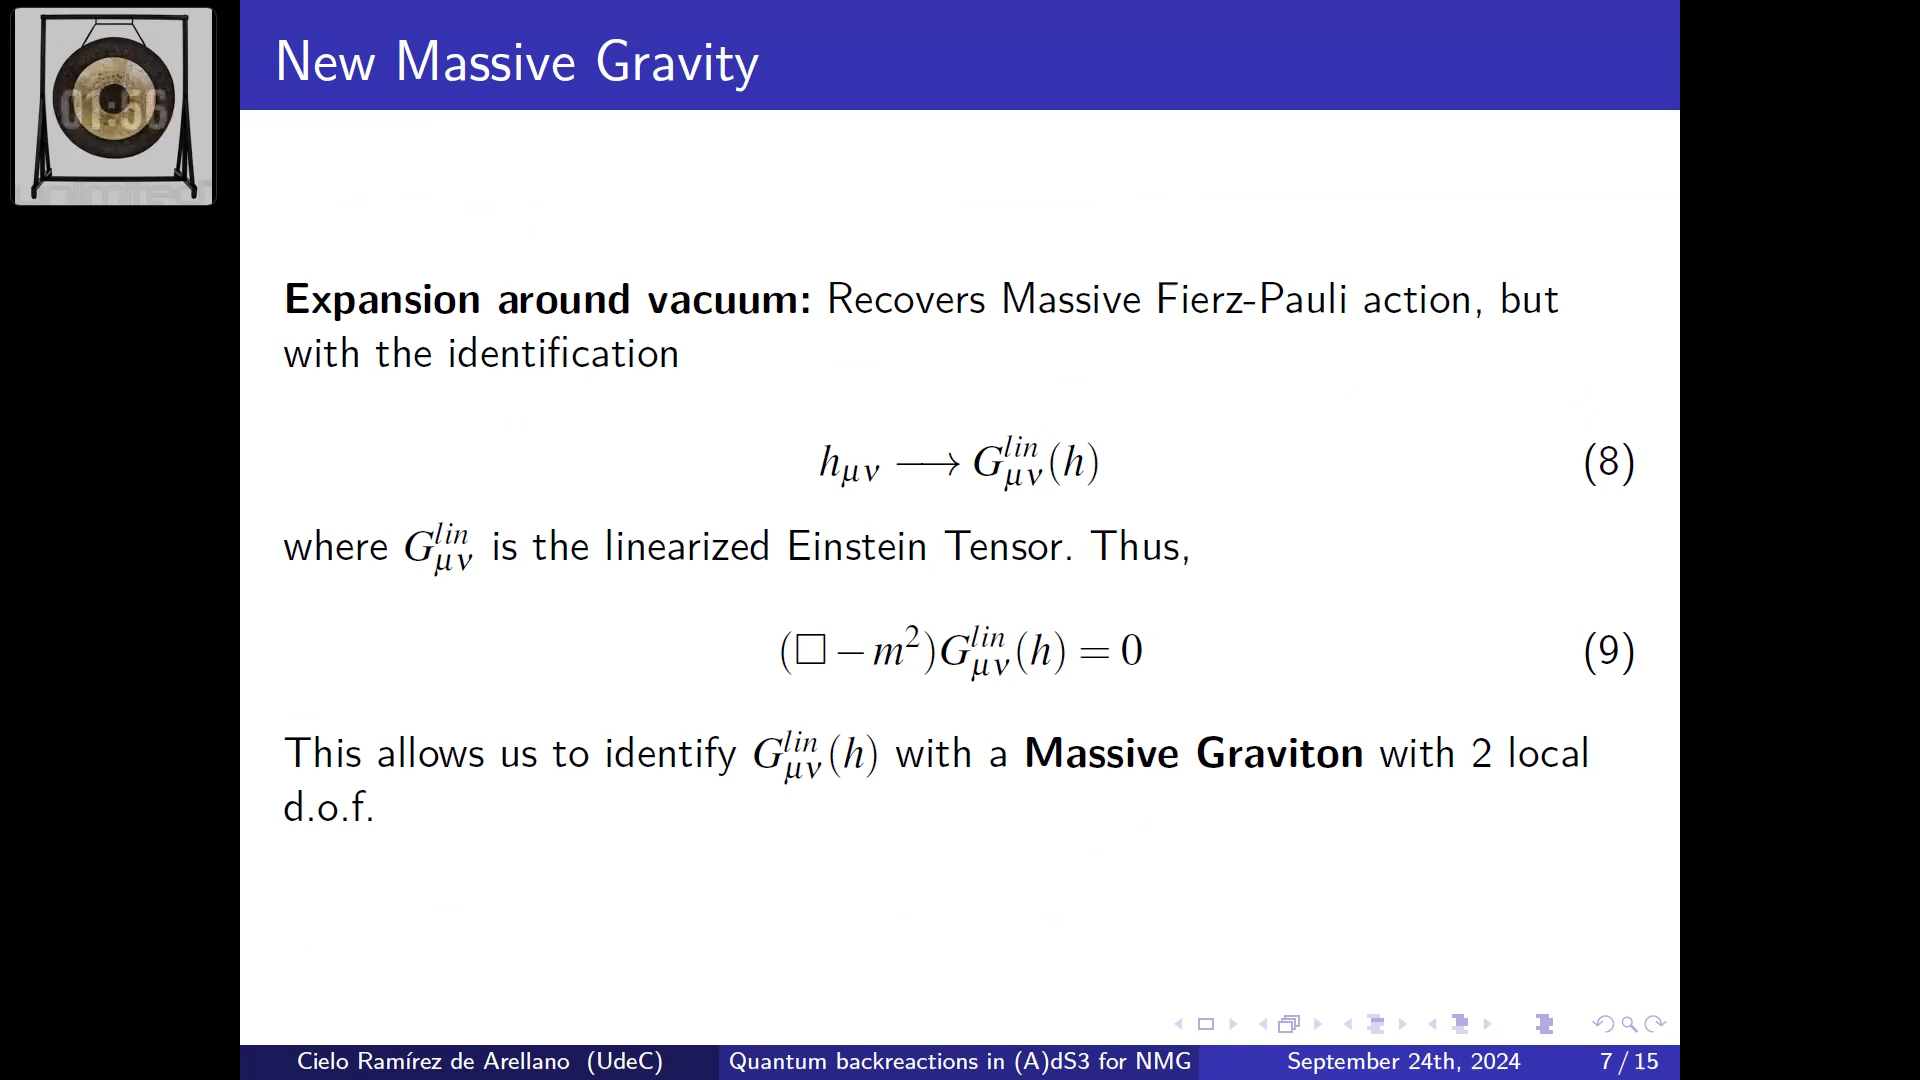 New Massive Gravity
01:56
Expansion around vacuum: Recovers Massive Fierz-Pauli action, but
with the identification
h_{μν} ⟶ G^{lin}_{μν}(h) (8)
where G^{lin}_{μν} is the linearized Einstein Tensor. Thus,
(□ − m²)G^{lin}_{μν}(h) = 0 (9)
This allows us to identify G^{lin}_{μν}(h) with a Massive Graviton with 2 local
d.o.f.
Cielo Ramírez de Arellano (UdeC) Quantum backreactions in (A)dS3 for NMG September 24th, 2024 7 / 15